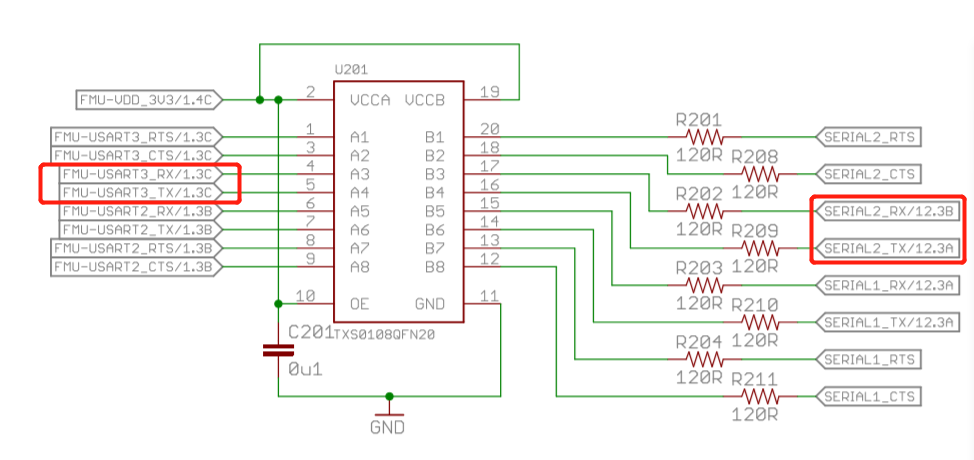 U201
FMU-VDD_3V3/1.4C 2 VCCA VCCB 19
FMU-USART3_RTS/1.3C 1 A1 B1 20 R201 120R SERIAL2_RTS
FMU-USART3_CTS/1.3C 3 A2 B2 18 R208 120R SERIAL2_CTS
FMU-USART3_RX/1.3C 4 A3 B3 17 R202 120R SERIAL2_RX/12.3B
FMU-USART3_TX/1.3C 5 A4 B4 16 R209 120R SERIAL2_TX/12.3A
FMU-USART2_RX/1.3B 6 A5 B5 15 R203 120R SERIAL1_RX/12.3A
FMU-USART2_TX/1.3B 7 A6 B6 14 R210 120R SERIAL1_TX/12.3A
FMU-USART2_RTS/1.3B 8 A7 B7 13 R204 120R SERIAL1_RTS
FMU-USART2_CTS/1.3B 9 A8 B8 12 R211 120R SERIAL1_CTS
10 OE GND 11
C201 TXS0108QFN20
0u1
GND